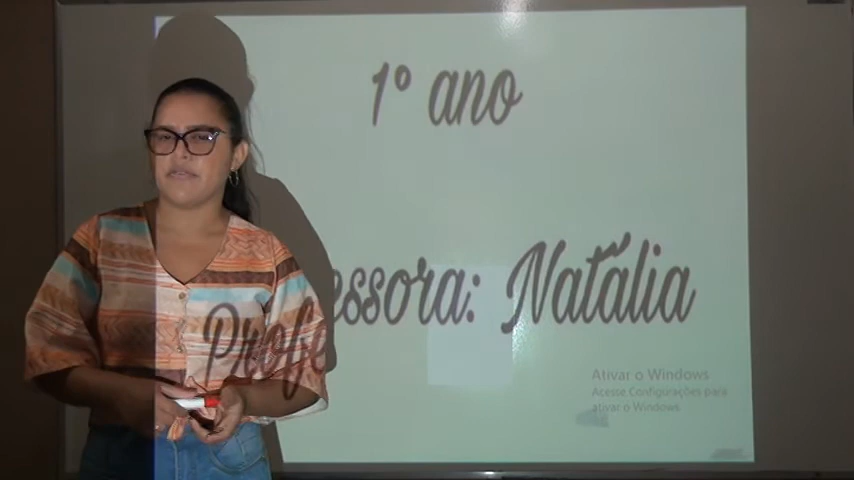 1º ano
Professora: Natália
Ativar o Windows
Acesse Configurações para
ativar o Windows.